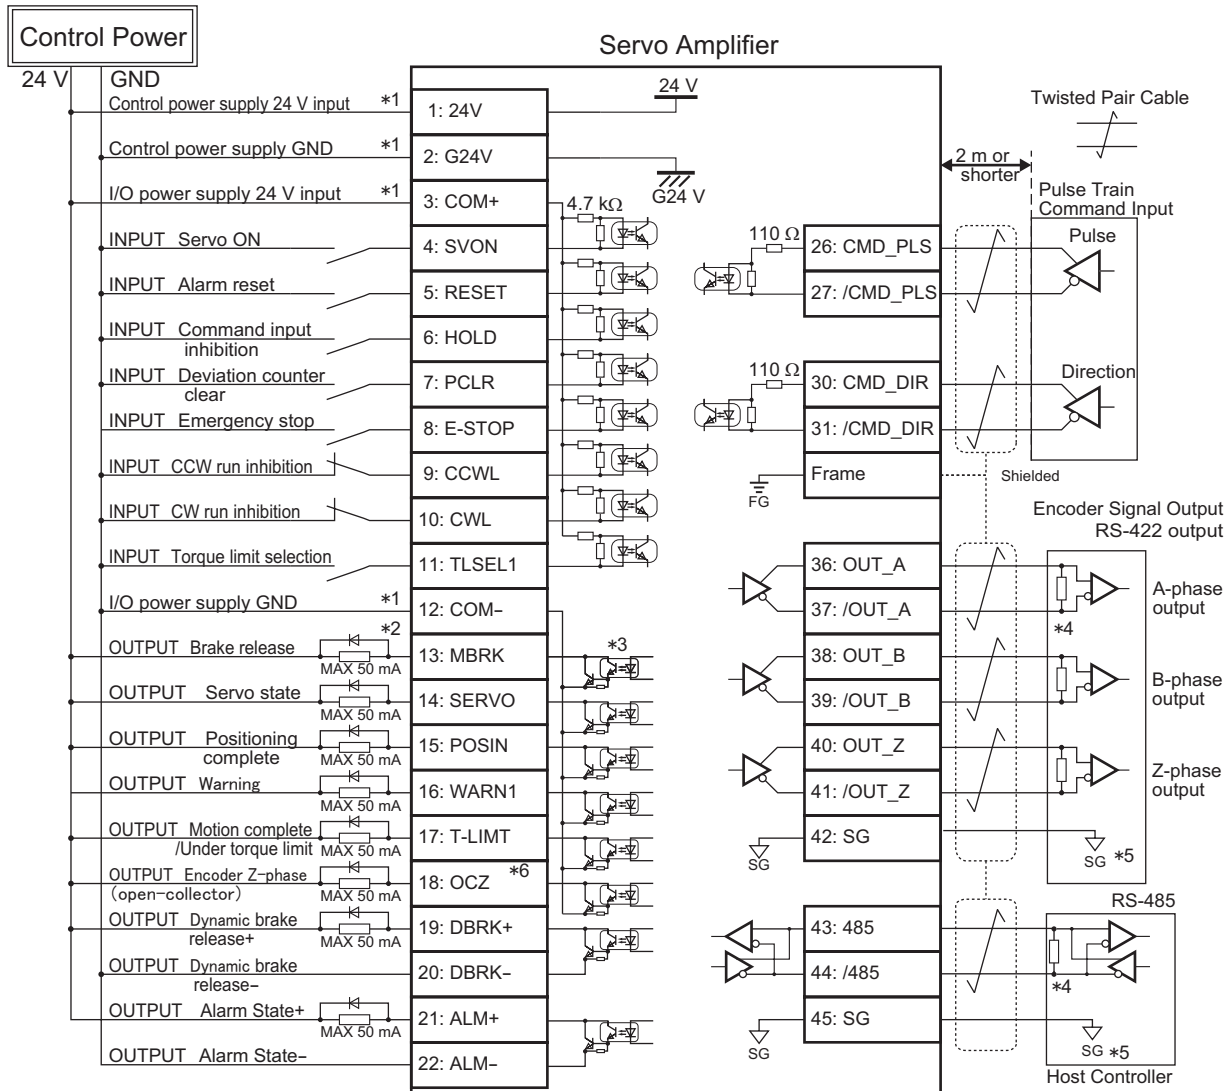 Control Power
Servo Amplifier
24 V
GND
Control power supply 24 V input *1
1: 24V
24 V
Control power supply GND *1
2: G24V
G24 V
I/O power supply 24 V input *1
3: COM+
4.7 kΩ
INPUT Servo ON
4: SVON
INPUT Alarm reset
5: RESET
INPUT Command input
inhibition
6: HOLD
INPUT Deviation counter
clear
7: PCLR
INPUT Emergency stop
8: E-STOP
INPUT CCW run inhibition
9: CCWL
INPUT CW run inhibition
10: CWL
INPUT Torque limit selection
11: TLSEL1
I/O power supply GND *1
12: COM-
*2
*3
OUTPUT Brake release
MAX 50 mA
13: MBRK
OUTPUT Servo state
MAX 50 mA
14: SERVO
OUTPUT Positioning
complete
MAX 50 mA
15: POSIN
OUTPUT Warning
MAX 50 mA
16: WARN1
OUTPUT Motion complete
/Under torque limit
MAX 50 mA
17: T-LIMT
OUTPUT Encoder Z-phase
(open-collector)
MAX 50 mA
18: OCZ *6
OUTPUT Dynamic brake
release+
MAX 50 mA
19: DBRK+
OUTPUT Dynamic brake
release-
20: DBRK-
OUTPUT Alarm State+
MAX 50 mA
21: ALM+
OUTPUT Alarm State-
22: ALM-
Twisted Pair Cable
2 m or
shorter
Pulse Train
Command Input
110 Ω
26: CMD_PLS
27: /CMD_PLS
Pulse
110 Ω
30: CMD_DIR
31: /CMD_DIR
Direction
Frame
FG
Shielded
Encoder Signal Output
RS-422 output
36: OUT_A
37: /OUT_A
*4
A-phase
output
38: OUT_B
39: /OUT_B
B-phase
output
40: OUT_Z
41: /OUT_Z
Z-phase
output
42: SG
SG
SG *5
RS-485
43: 485
44: /485
*4
45: SG
SG
SG *5
Host Controller